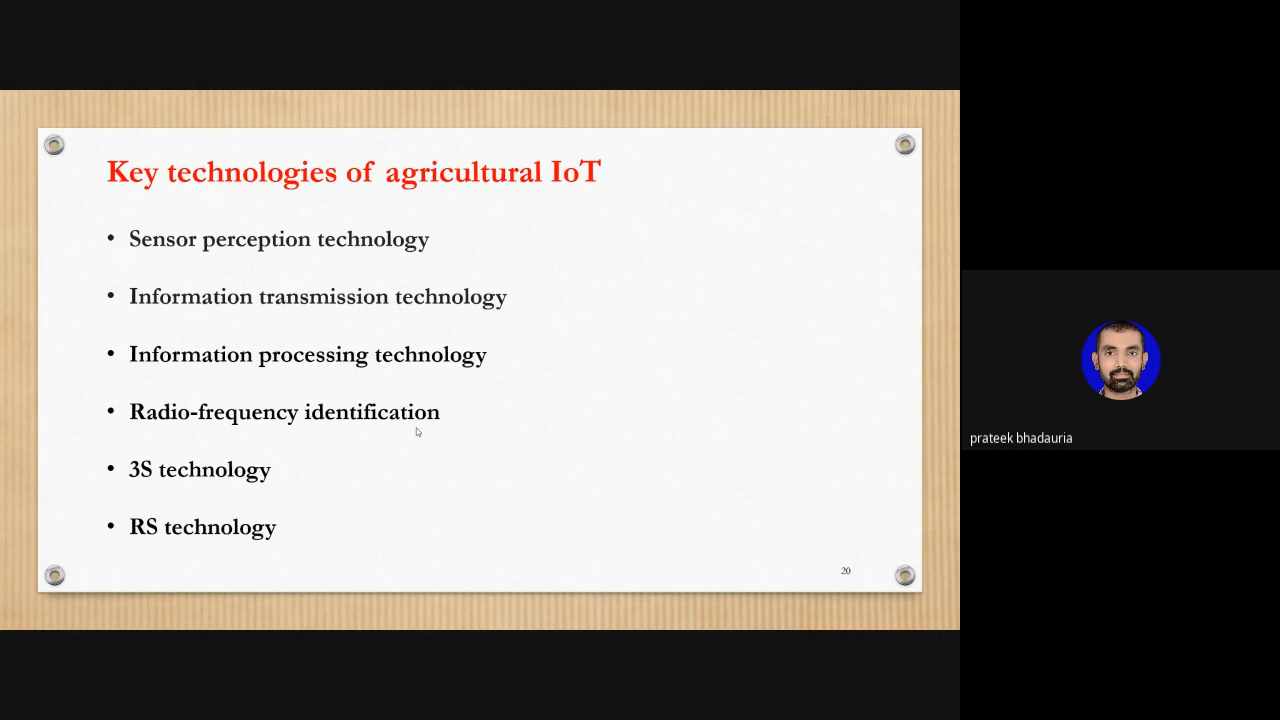 Key technologies of agricultural IoT
• Sensor perception technology
• Information transmission technology
• Information processing technology
• Radio-frequency identification
• 3S technology
• RS technology
20
prateek bhadauria